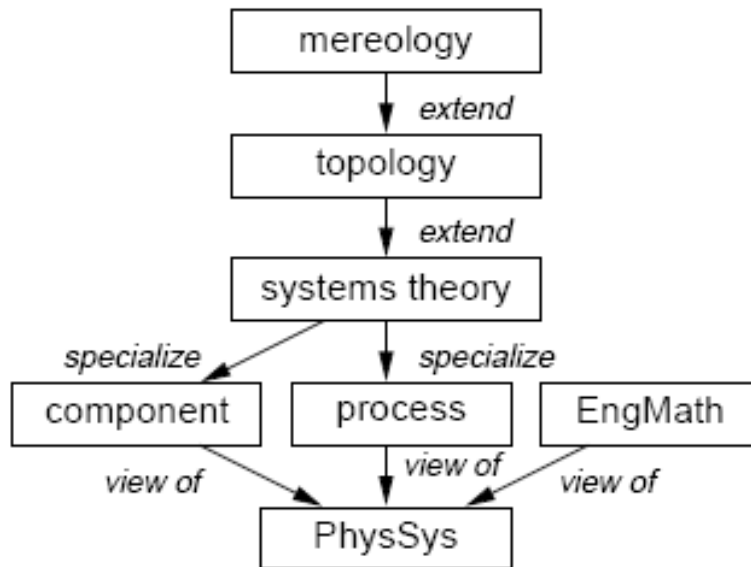 mereology
extend
topology
extend
systems theory
specialize
specialize
component
process
EngMath
view of
view of
view of
PhysSys